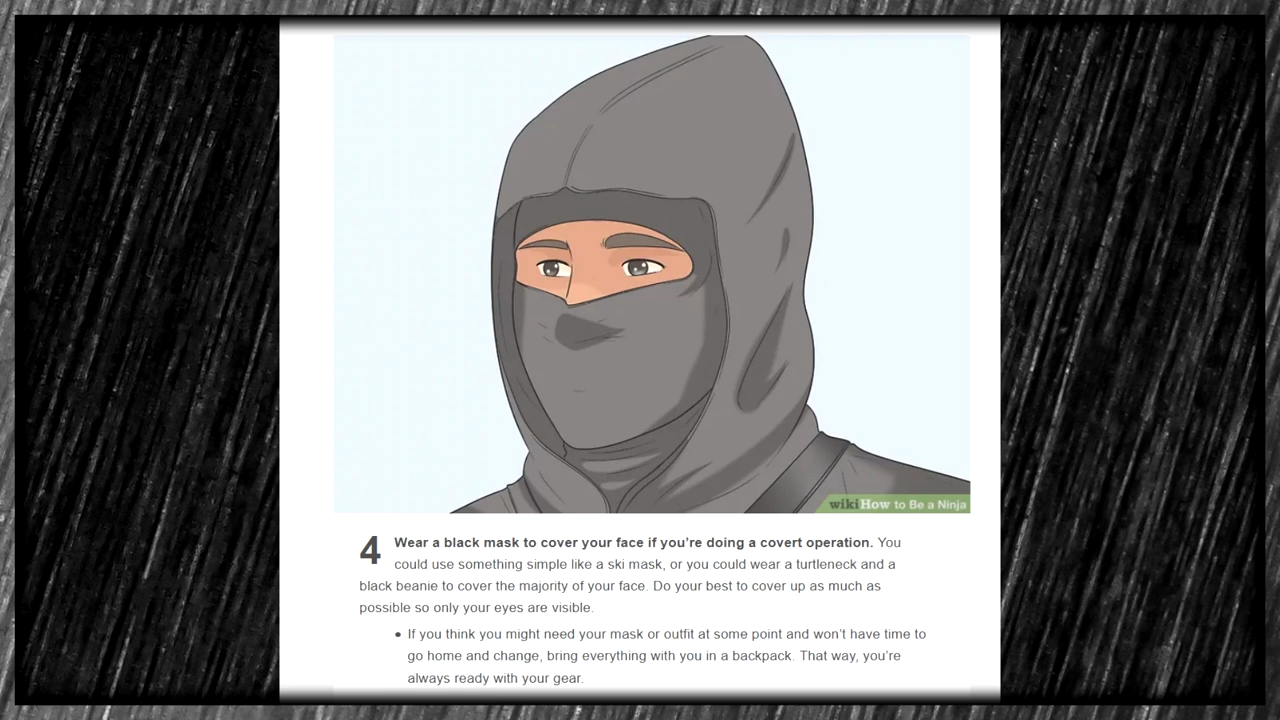 wikiHow to Be a Ninja
4 Wear a black mask to cover your face if you’re doing a covert operation. You
could use something simple like a ski mask, or you could wear a turtleneck and a
black beanie to cover the majority of your face. Do your best to cover up as much as
possible so only your eyes are visible.
• If you think you might need your mask or outfit at some point and won’t have time to
go home and change, bring everything with you in a backpack. That way, you’re
always ready with your gear.